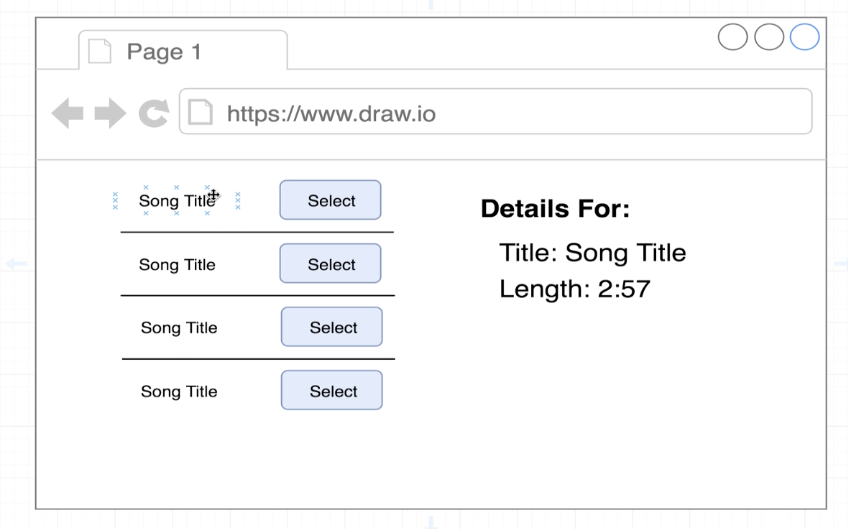 Page 1
https://www.draw.io
Song Title Select
Song Title Select
Song Title Select
Song Title Select
Details For:
Title: Song Title
Length: 2:57